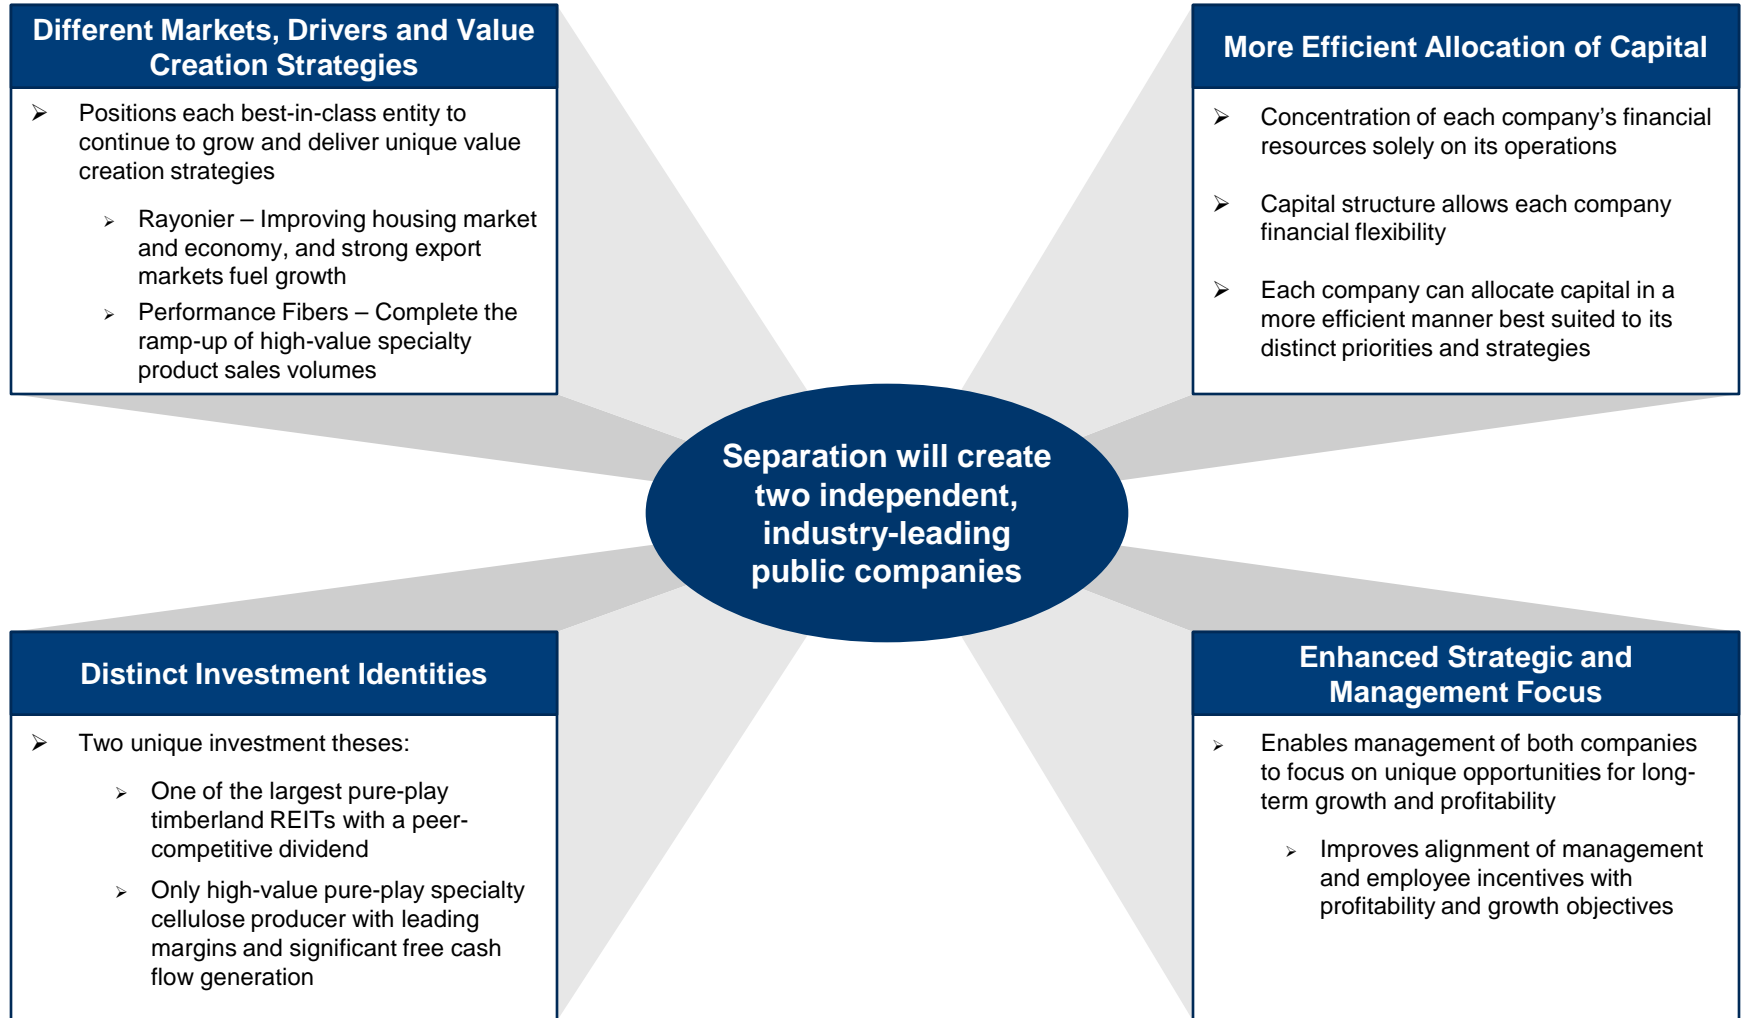 Different Markets, Drivers and Value
Creation Strategies
➢ Positions each best-in-class entity to
continue to grow and deliver unique value
creation strategies
➢ Rayonier – Improving housing market
and economy, and strong export
markets fuel growth
➢ Performance Fibers – Complete the
ramp-up of high-value specialty
product sales volumes
More Efficient Allocation of Capital
➢ Concentration of each company’s financial
resources solely on its operations
➢ Capital structure allows each company
financial flexibility
➢ Each company can allocate capital in a
more efficient manner best suited to its
distinct priorities and strategies
Separation will create
two independent,
industry-leading
public companies
Distinct Investment Identities
➢ Two unique investment theses:
➢ One of the largest pure-play
timberland REITs with a peer-
competitive dividend
➢ Only high-value pure-play specialty
cellulose producer with leading
margins and significant free cash
flow generation
Enhanced Strategic and
Management Focus
➢ Enables management of both companies
to focus on unique opportunities for long-
term growth and profitability
➢ Improves alignment of management
and employee incentives with
profitability and growth objectives